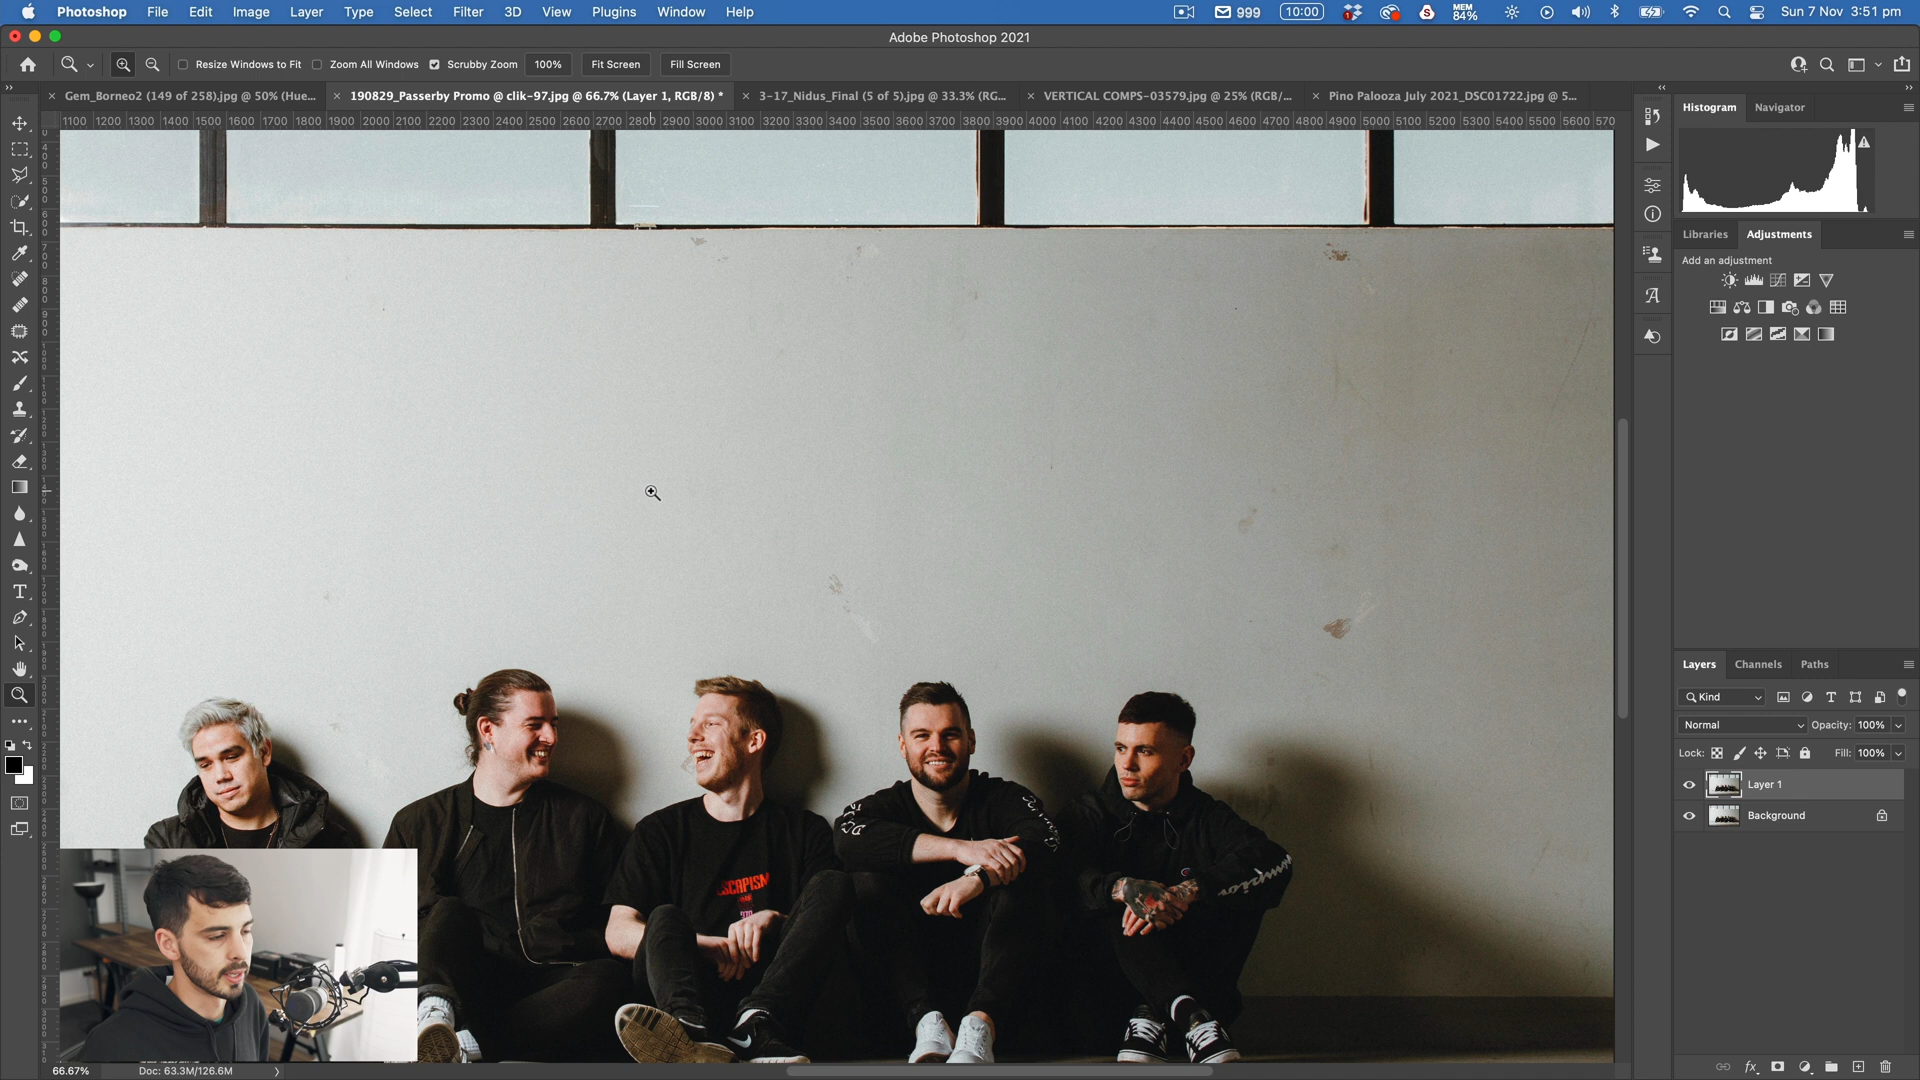 Photoshop File Edit Image Layer Type Select Filter 3D View Plugins Window Help
999 10:00 1 S MEM 84% Sun 7 Nov 3:51 pm
Adobe Photoshop 2021
Resize Windows to Fit Zoom All Windows Scrubby Zoom 100% Fit Screen Fill Screen
Gem_Borneo2 (149 of 258).jpg @ 50% (Hue...
190829_Passerby Promo @ clik-97.jpg @ 66.7% (Layer 1, RGB/8) *
3-17_Nidus_Final (5 of 5).jpg @ 33.3% (RG...
VERTICAL COMPS-03579.jpg @ 25% (RGB/...
Pino Palooza July 2021_DSC01722.jpg @ 5...
1100 1200 1300 1400 1500 1600 1700 1800 1900 2000 2100 2200 2300 2400 2500 2600 2700 2800 2900 3000 3100 3200 3300 3400 3500 3600 3700 3800 3900 4000 4100 4200 4300 4400 4500 4600 4700 4800 4900 5000 5100 5200 5300 5400 5500 5600 570
Histogram Navigator
Libraries Adjustments
Add an adjustment
Layers Channels Paths
Kind
Normal Opacity: 100%
Lock: Fill: 100%
Layer 1
Background
ESCAPISM
66.67% Doc: 63.3M/126.6M
fx